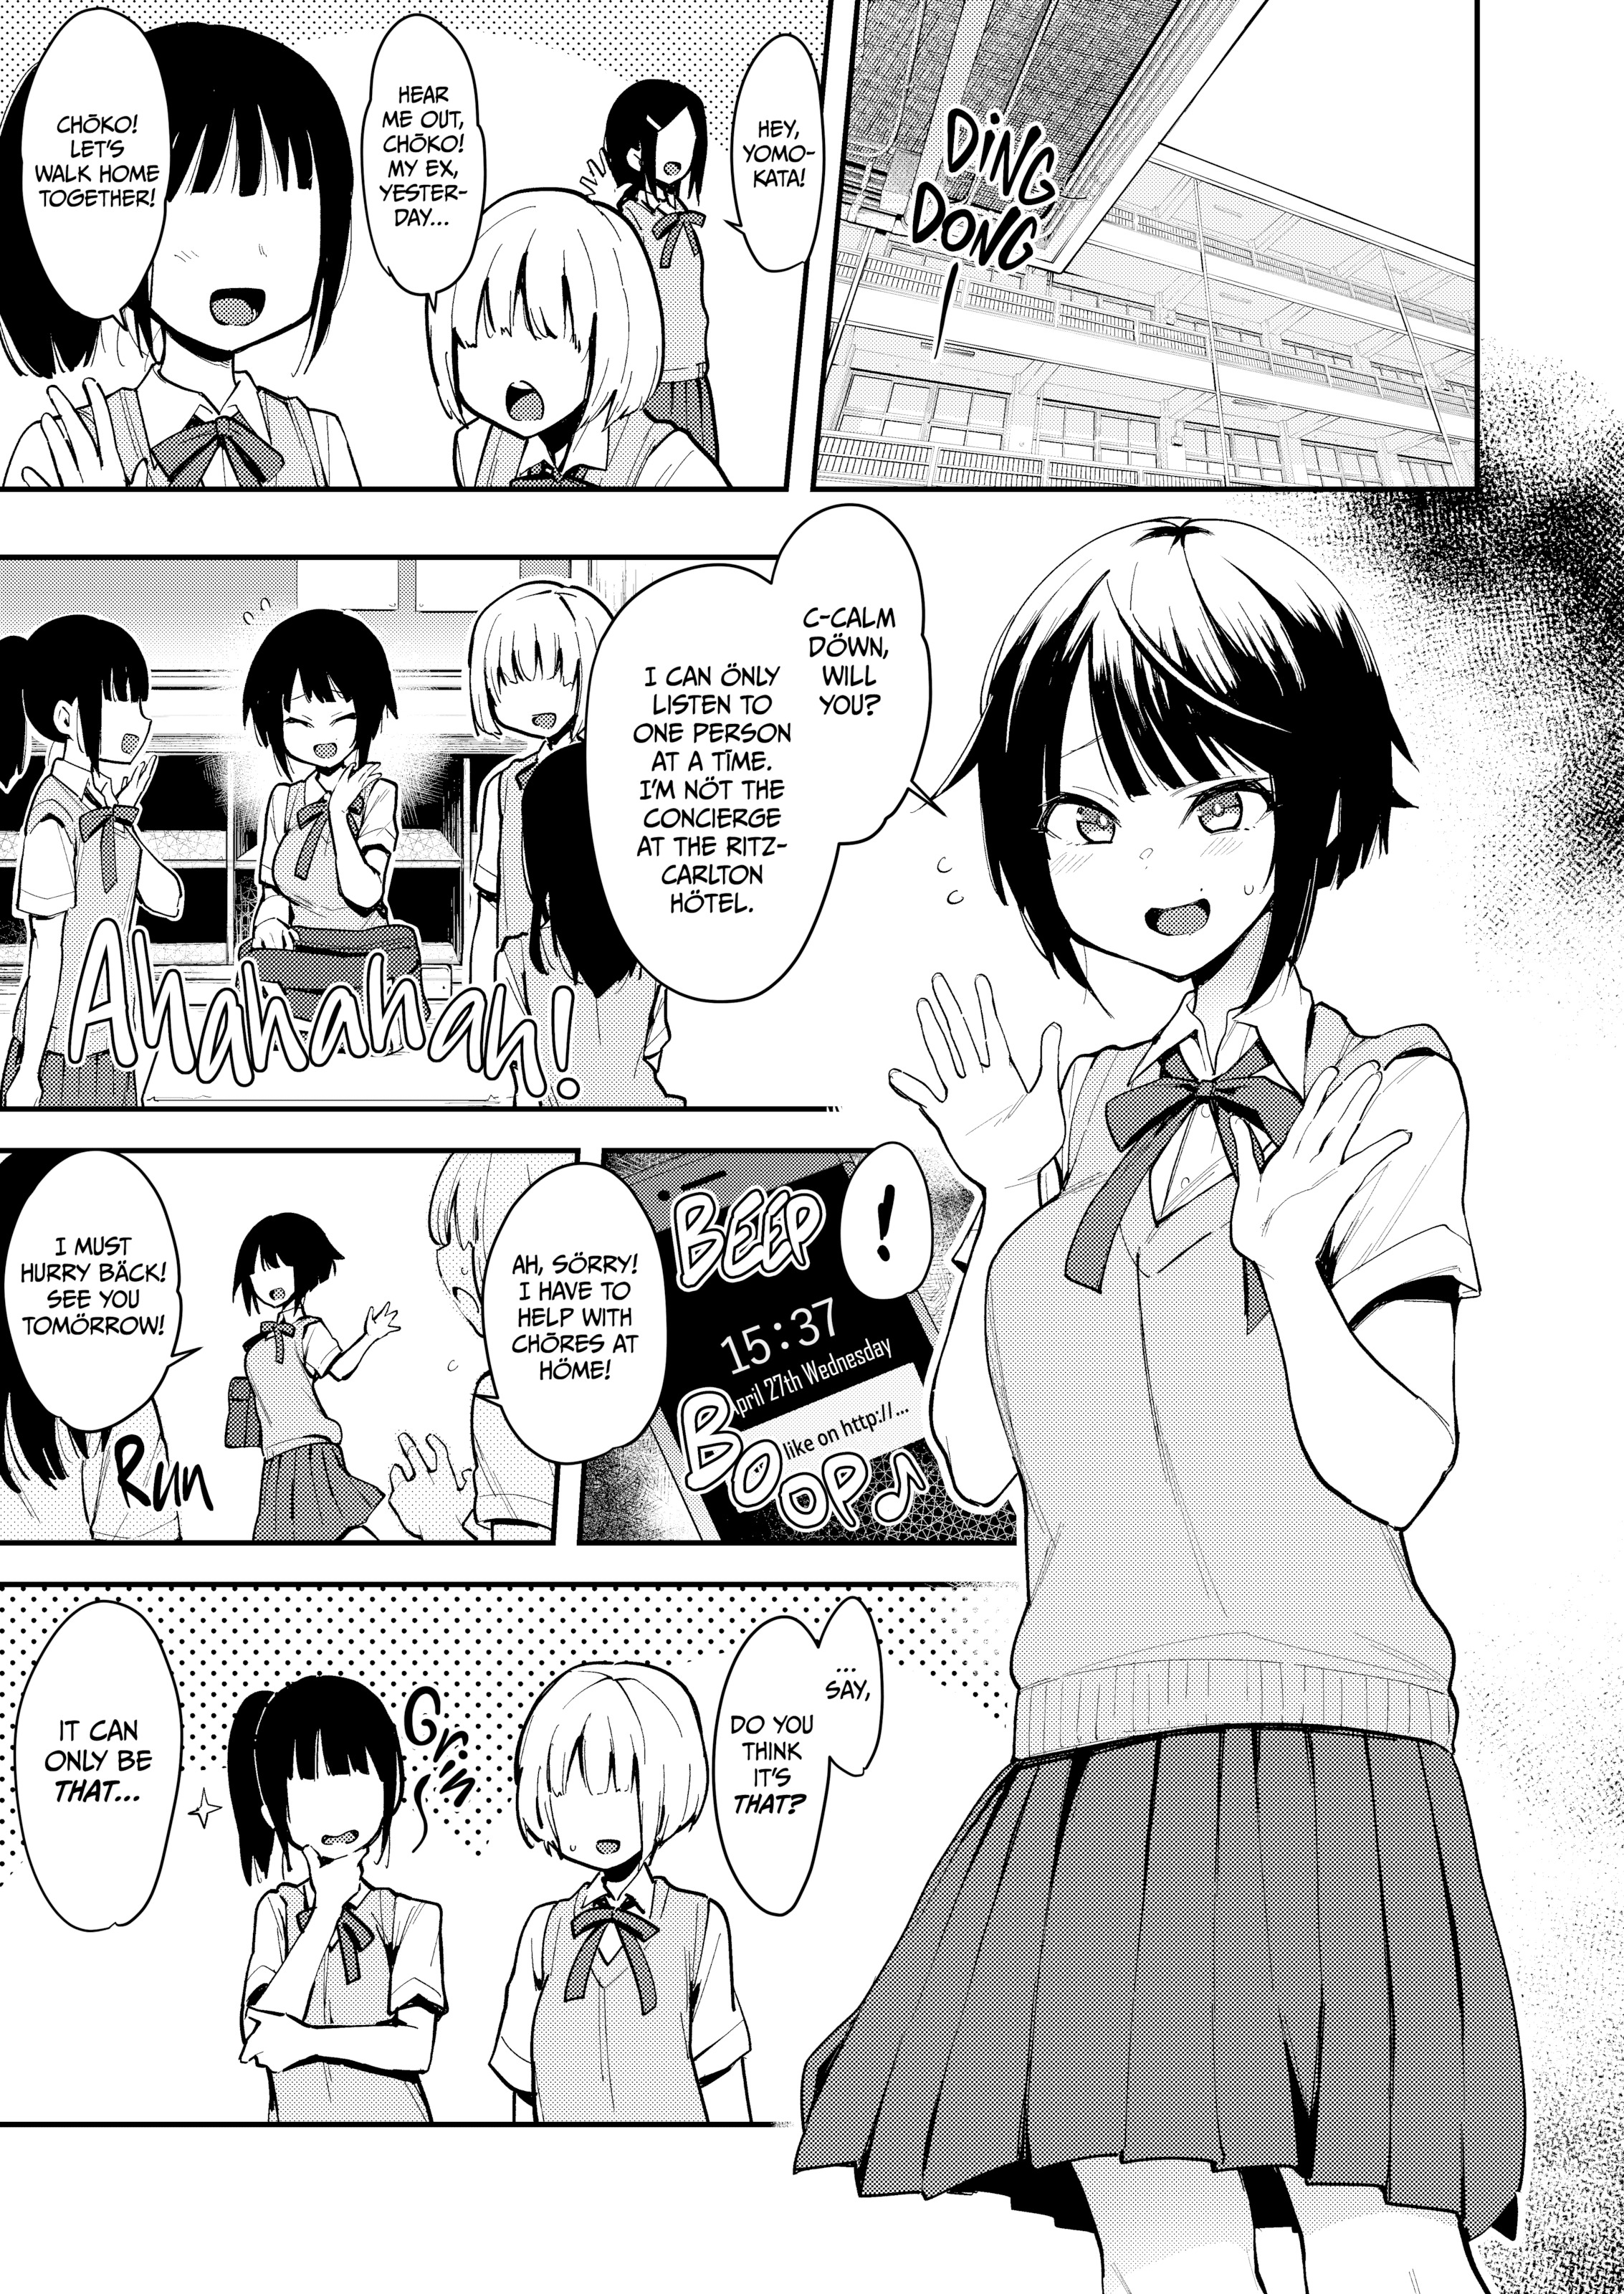 DING
DONG
HEY,
YOMO-
KATA!
HEAR
ME OUT,
CHŌKO!
MY EX,
YESTER-
DAY...
CHŌKO!
LET'S
WALK HOME
TOGETHER!
C-CALM
DÖWN,
WILL
YOU?
I CAN ÖNLY
LISTEN TO
ONE PERSON
AT A TĪME.
I'M NÖT THE
CONCIERGE
AT THE RITZ-
CARLTON
HÖTEL.
Ahahahahah!
!
BEEP
15:37
April 27th Wednesday
like on http://...
BOOP♪
AH, SÖRRY!
I HAVE TO
HELP WITH
CHŌRES AT
HÖME!
I MUST
HURRY BÄCK!
SEE YOU
TOMÖRROW!
Run
...
SAY,
DO YOU
THINK
IT'S
THAT?
Grin
IT CAN
ONLY BE
THAT...